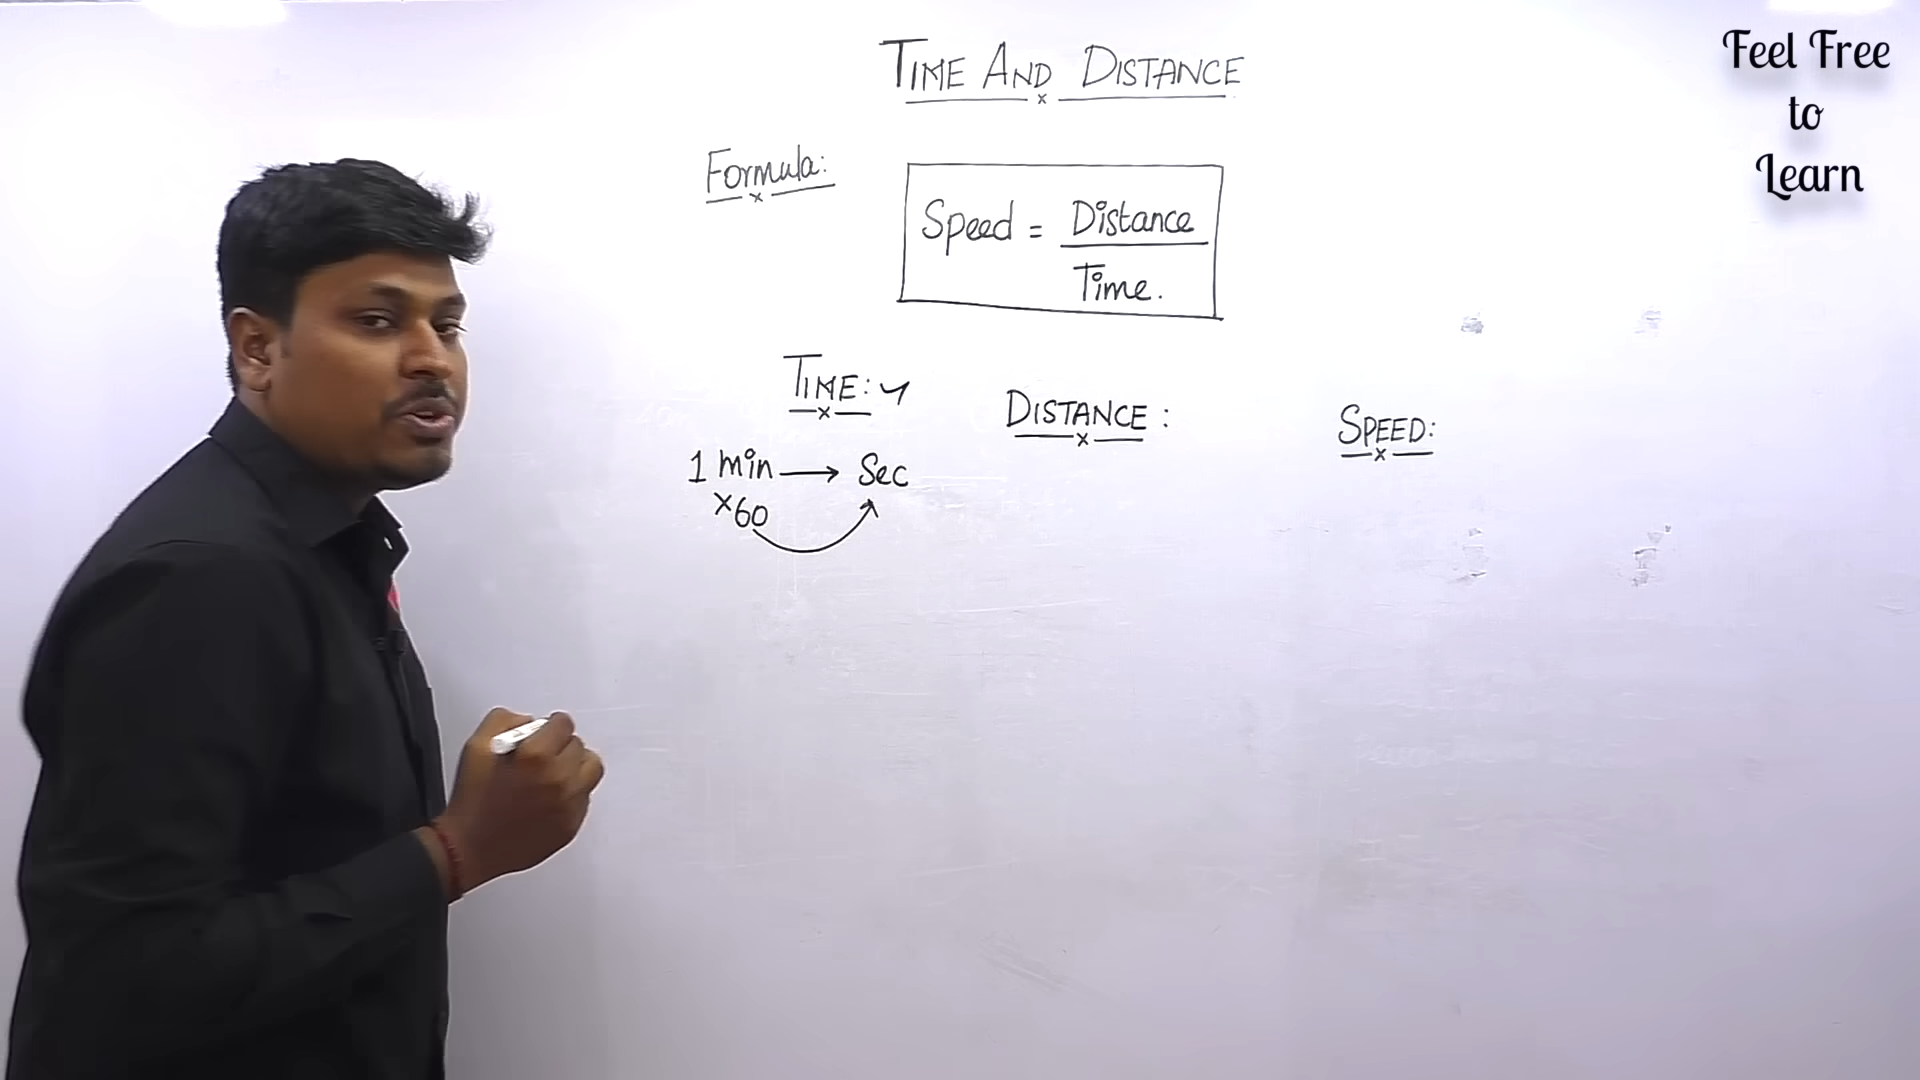 TIME AND DISTANCE
Formula:
Speed = Distance
Time.
TIME:
DISTANCE:
SPEED:
1 min → Sec
×60
Feel Free
to
Learn